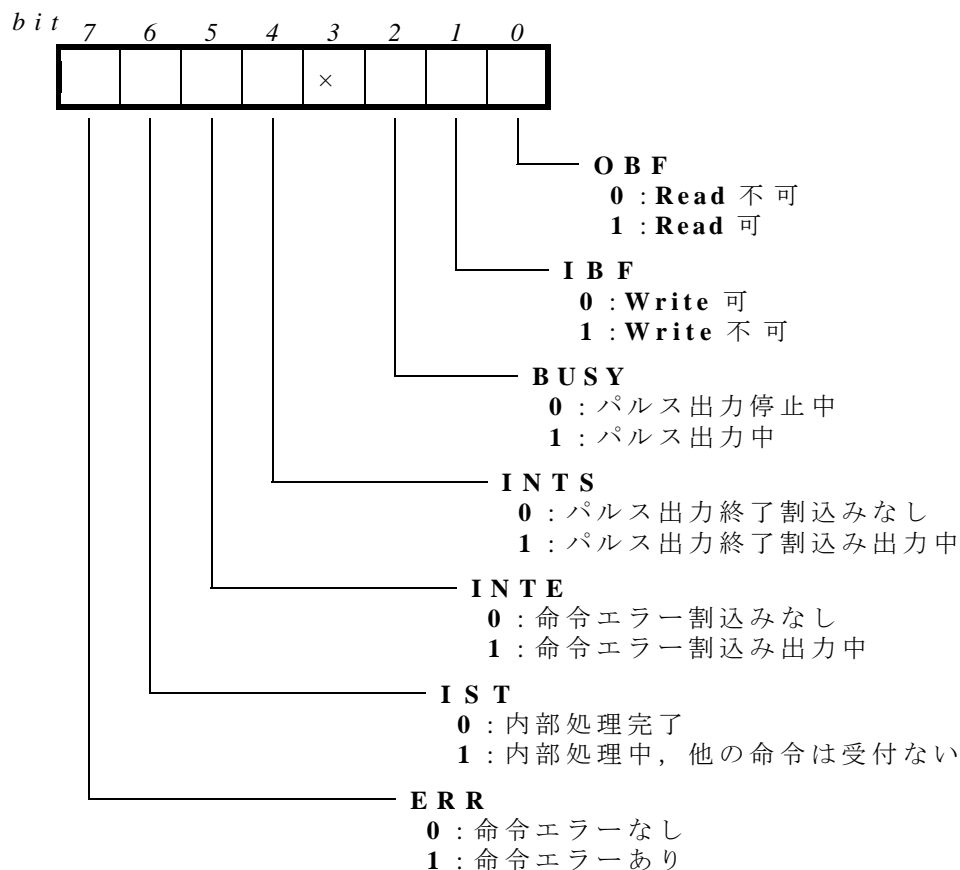 bit 7 6 5 4 3 2 1 0
×
OBF
0:Read 不可
1:Read 可
IBF
0:Write 可
1:Write 不可
BUSY
0:パルス出力停止中
1:パルス出力中
INTS
0:パルス出力終了割込みなし
1:パルス出力終了割込み出力中
INTE
0:命令エラー割込みなし
1:命令エラー割込み出力中
IST
0:内部処理完了
1:内部処理中,他の命令は受付ない
ERR
0:命令エラーなし
1:命令エラーあり